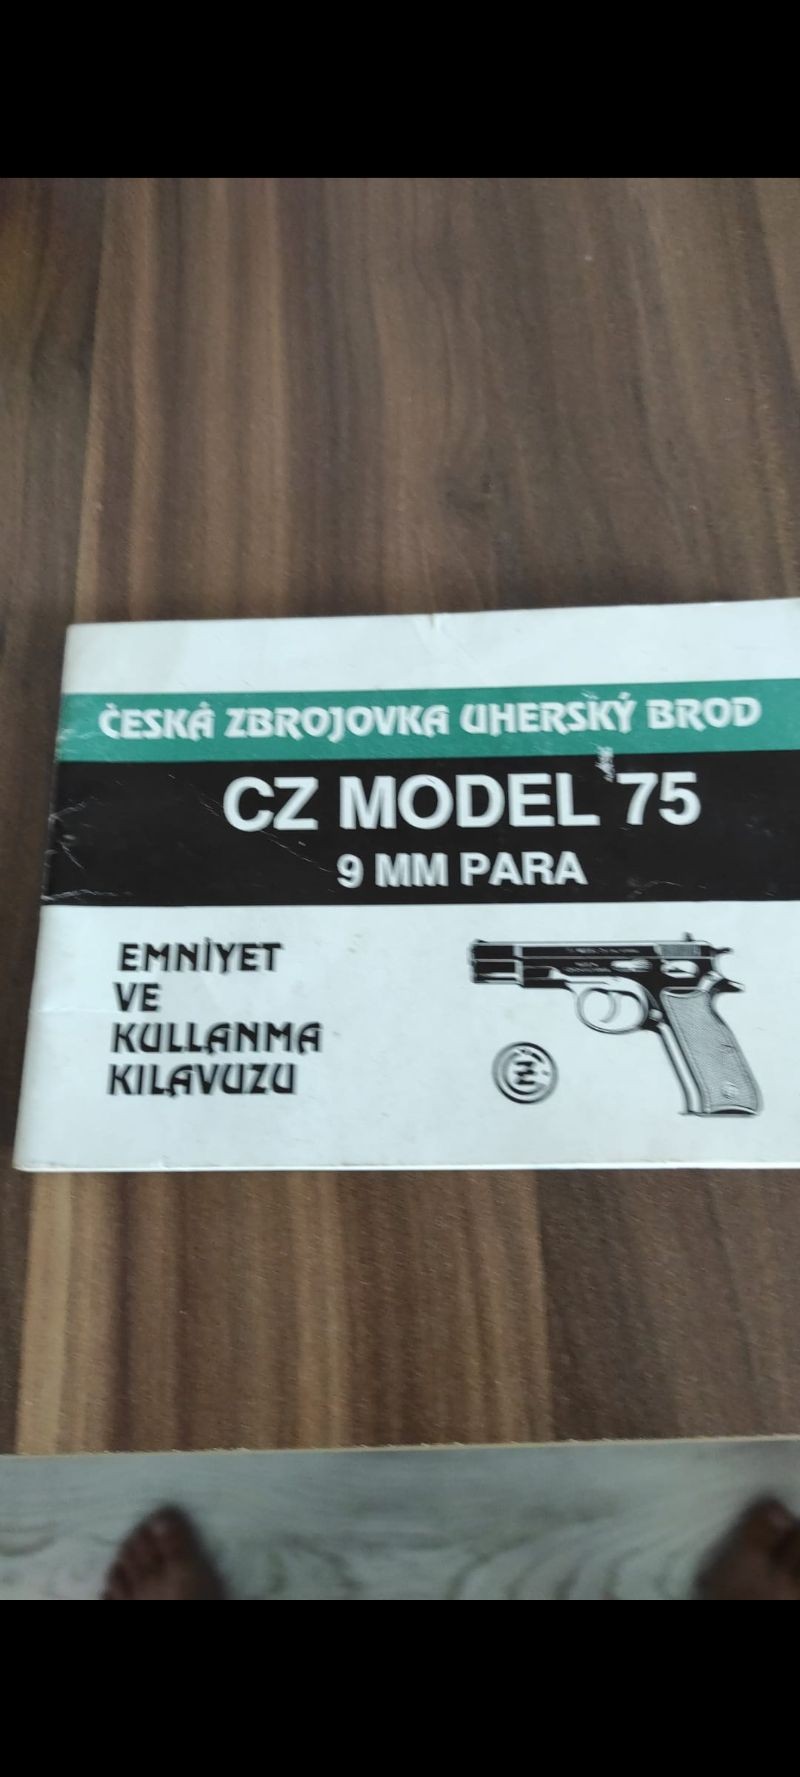 ČESKÁ ZBROJOVKA UHERSKÝ BROD
CZ MODEL 75
9 MM PARA
EMNİYET
VE
KULLANMA
KILAVUZU